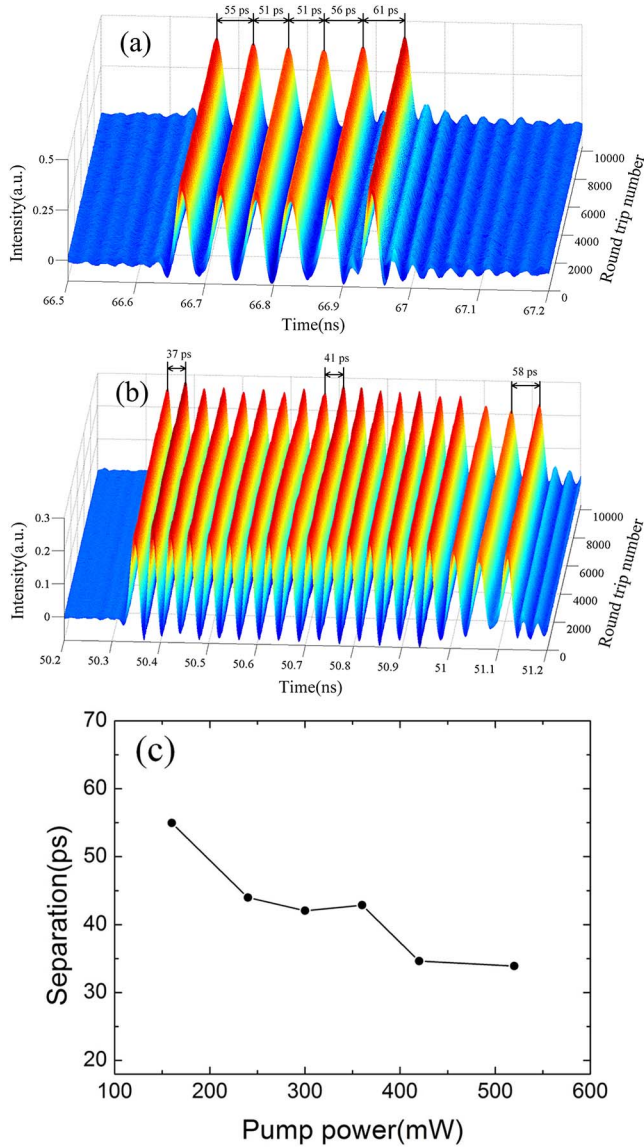 55 ps 51 ps 51 ps 56 ps 61 ps
(a)
Intensity(a.u.)
0.5
0.25
0
10000
8000
6000
4000
2000
0
Round trip number
66.5 66.6 66.7 66.8 66.9 67 67.1 67.2
Time(ns)
37 ps 41 ps 58 ps
(b)
Intensity(a.u.)
0.3
0.2
0.1
0
10000
8000
6000
4000
2000
0
Round trip number
50.2 50.3 50.4 50.5 50.6 50.7 50.8 50.9 51 51.1 51.2
Time(ns)
(c)
Separation(ps)
70
60
50
40
30
20
100 200 300 400 500 600
Pump power(mW)